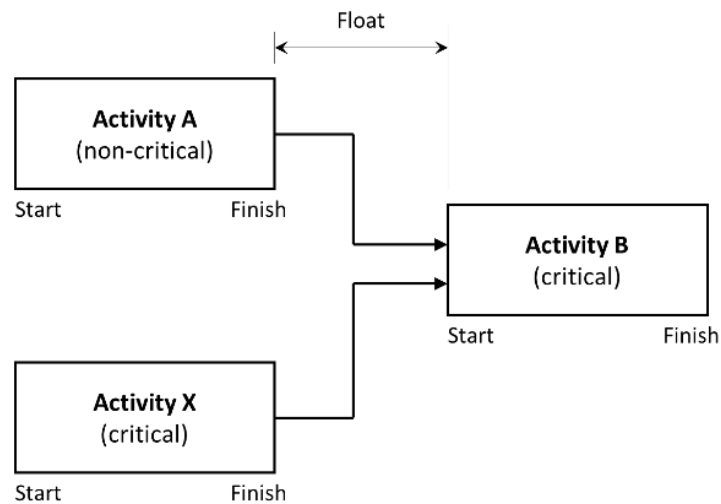 Float
Activity A
(non-critical)
Start Finish
Activity B
(critical)
Start Finish
Activity X
(critical)
Start Finish